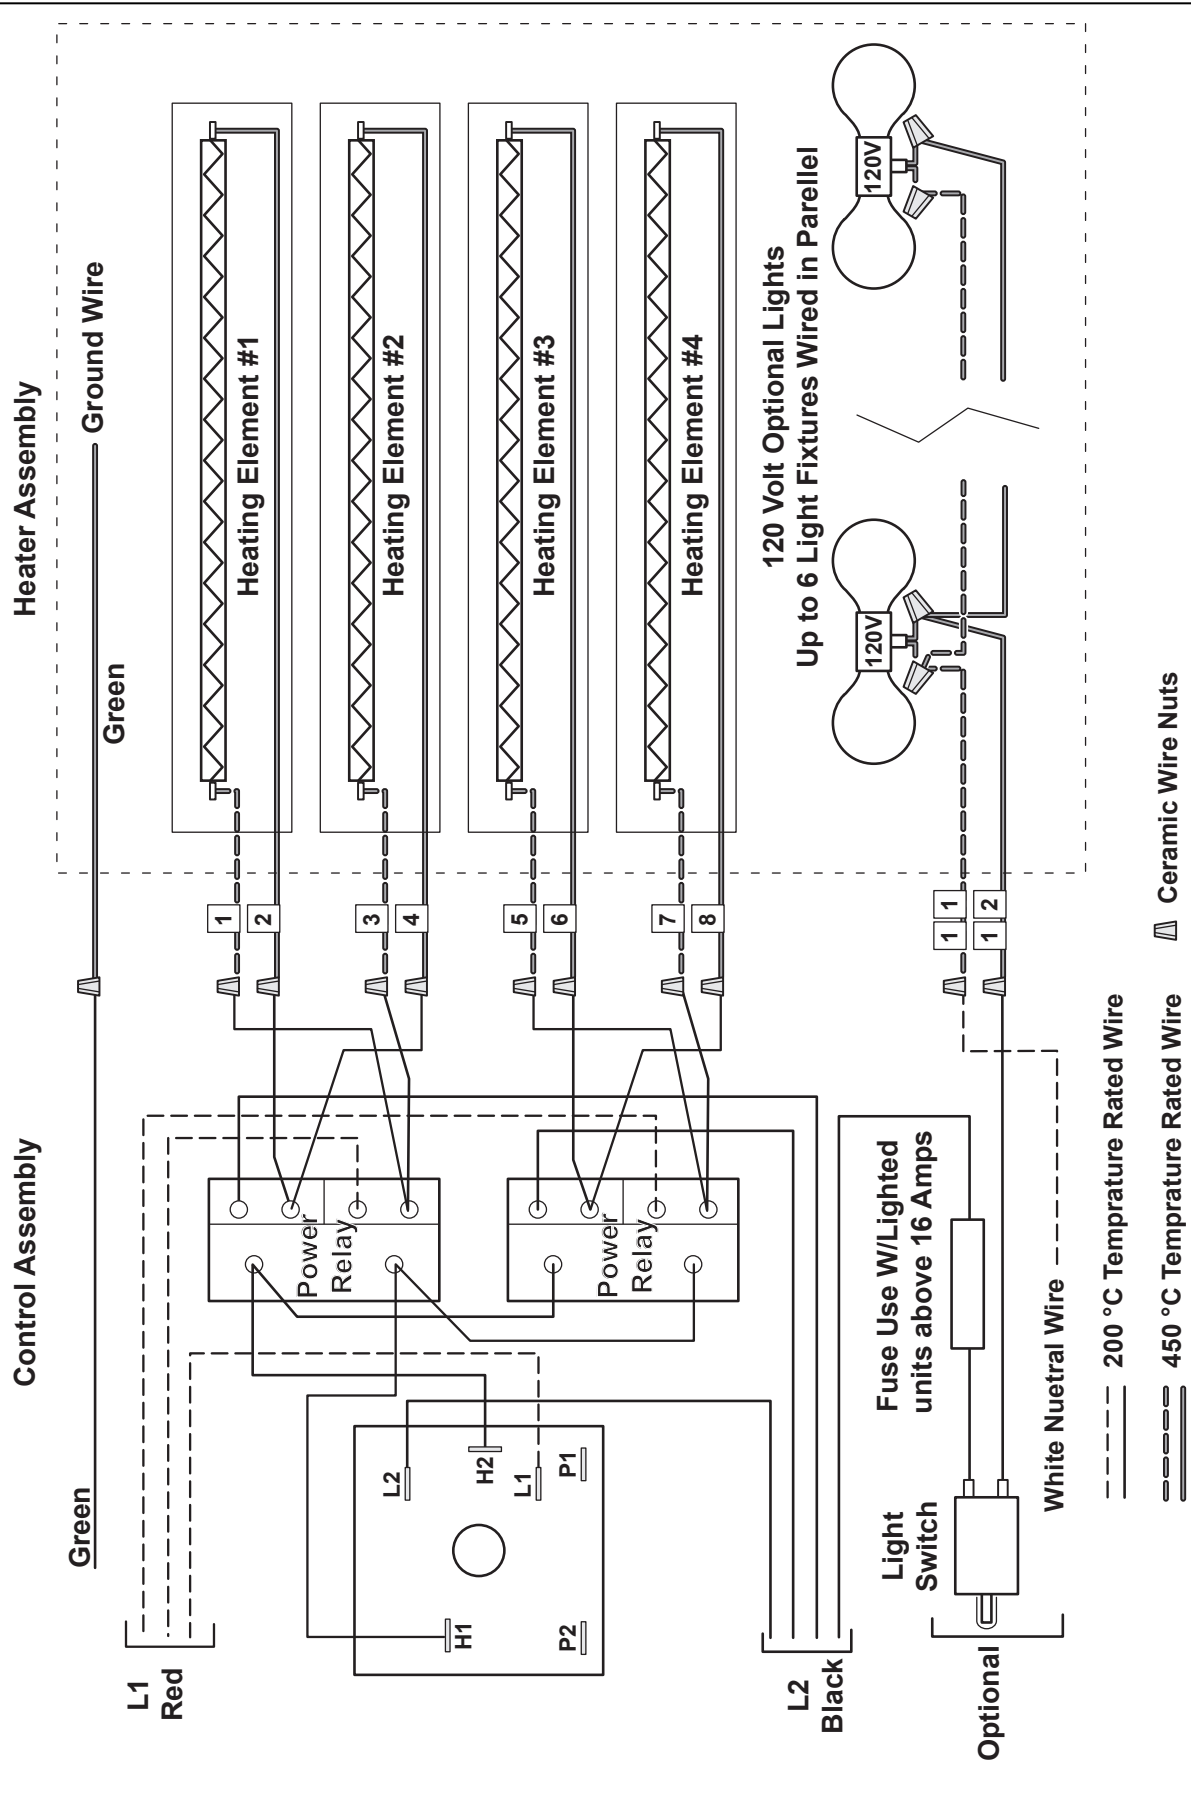 Heater Assembly
Control Assembly
Ground Wire
Green
Green
Heating Element #1
Heating Element #2
Heating Element #3
Heating Element #4
1
2
3
4
5
6
7
8
120 Volt Optional Lights
Up to 6 Light Fixtures Wired in Parellel
120V
120V
1 1
1 2
Power
Relay
Power
Relay
L1
Red
L2
H2
L1
P1
H1
P2
L2
Black
Fuse Use W/Lighted
units above 16 Amps
Light
Switch
Optional
White Nuetral Wire
200 °C Temprature Rated Wire
450 °C Temprature Rated Wire
Ceramic Wire Nuts